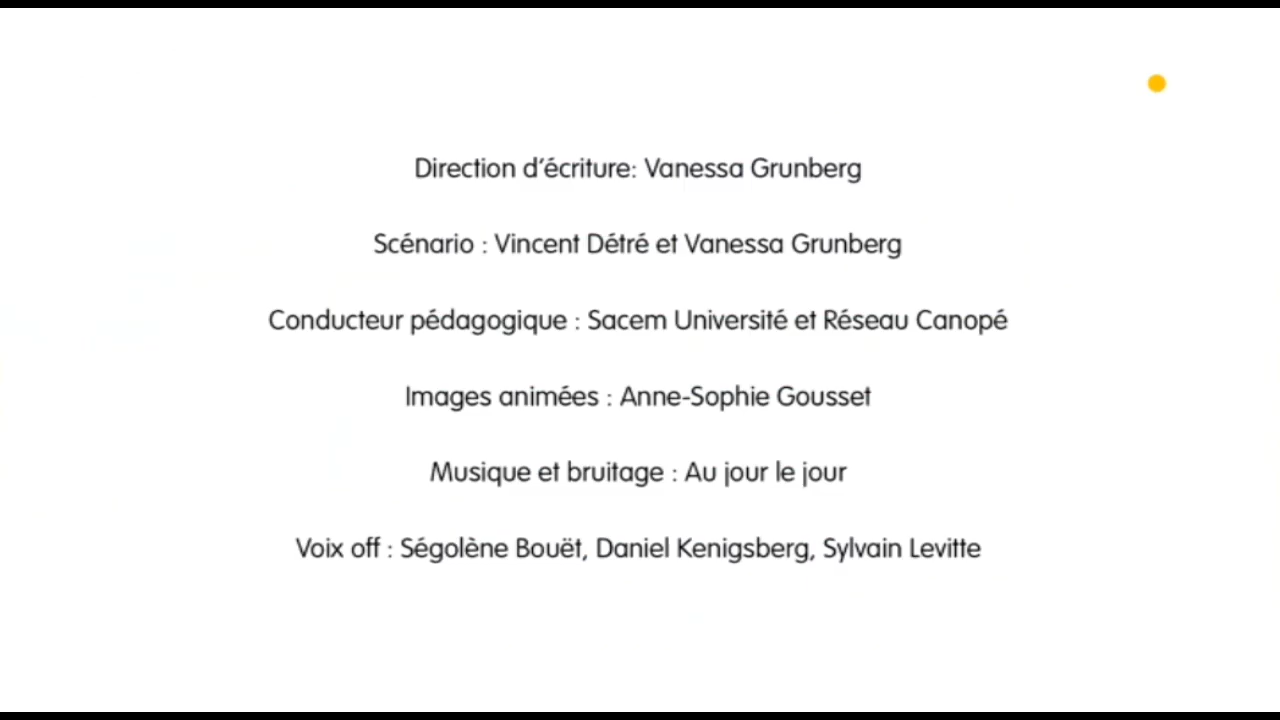 Direction d'écriture: Vanessa Grunberg
Scénario : Vincent Détré et Vanessa Grunberg
Conducteur pédagogique : Sacem Université et Réseau Canopé
Images animées : Anne-Sophie Gousset
Musique et bruitage : Au jour le jour
Voix off : Ségolène Bouët, Daniel Kenigsberg, Sylvain Levitte